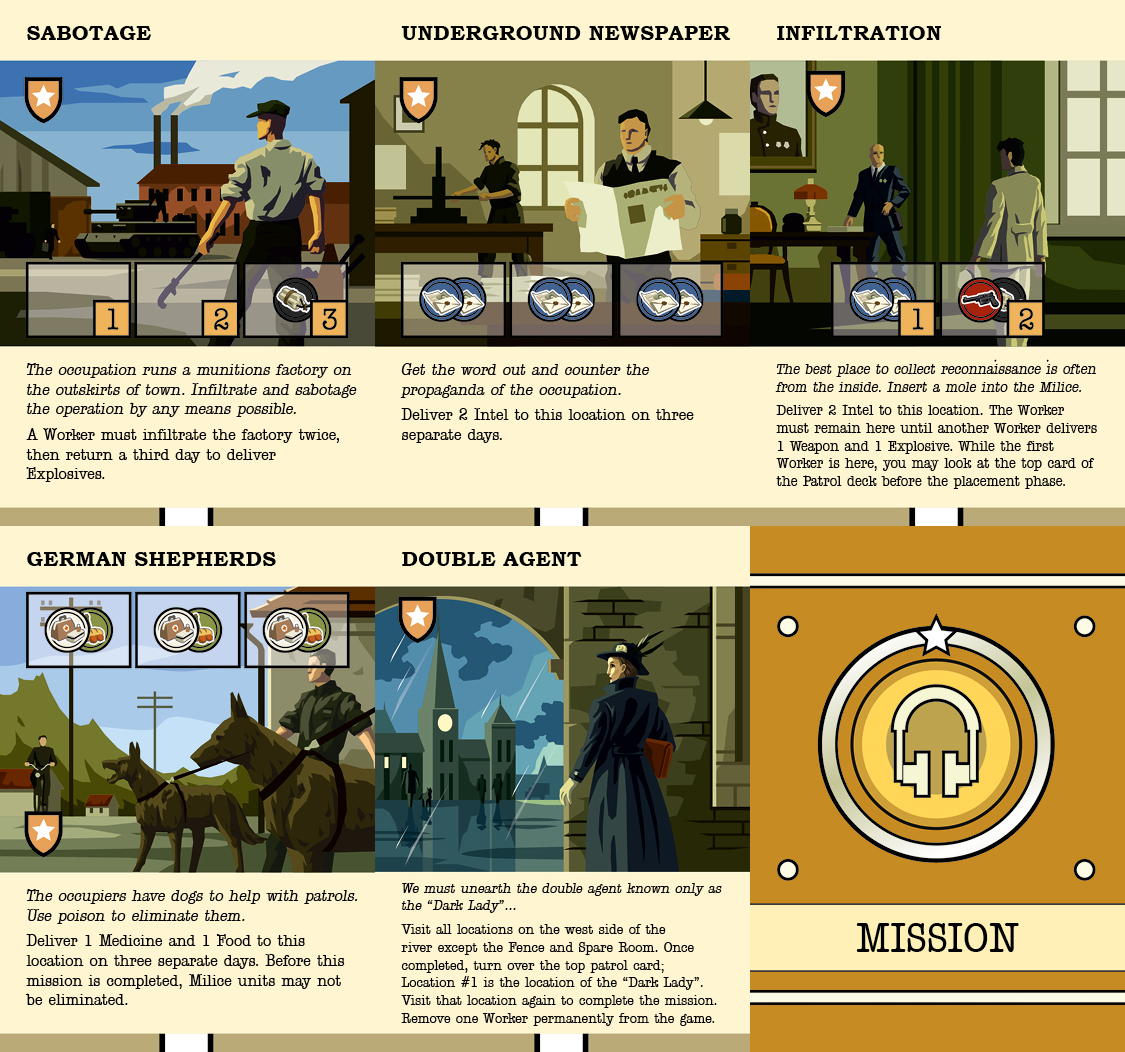 SABOTAGE
1
2
3
The occupation runs a munitions factory on
the outskirts of town. Infiltrate and sabotage
the operation by any means possible.
A Worker must infiltrate the factory twice,
then return a third day to deliver
Explosives.
UNDERGROUND NEWSPAPER
Get the word out and counter the
propaganda of the occupation.
Deliver 2 Intel to this location on three
separate days.
INFILTRATION
1
2
The best place to collect reconnaissance is often
from the inside. Insert a mole into the Milice.
Deliver 2 Intel to this location. The Worker
must remain here until another Worker delivers
1 Weapon and 1 Explosive. While the first
Worker is here, you may look at the top card of
the Patrol deck before the placement phase.
GERMAN SHEPHERDS
The occupiers have dogs to help with patrols.
Use poison to eliminate them.
Deliver 1 Medicine and 1 Food to this
location on three separate days. Before this
mission is completed, Milice units may not
be eliminated.
DOUBLE AGENT
We must unearth the double agent known only as
the “Dark Lady”...
Visit all locations on the west side of the
river except the Fence and Spare Room. Once
completed, turn over the top patrol card;
Location #1 is the location of the “Dark Lady”.
Visit that location again to complete the mission.
Remove one Worker permanently from the game.
MISSION